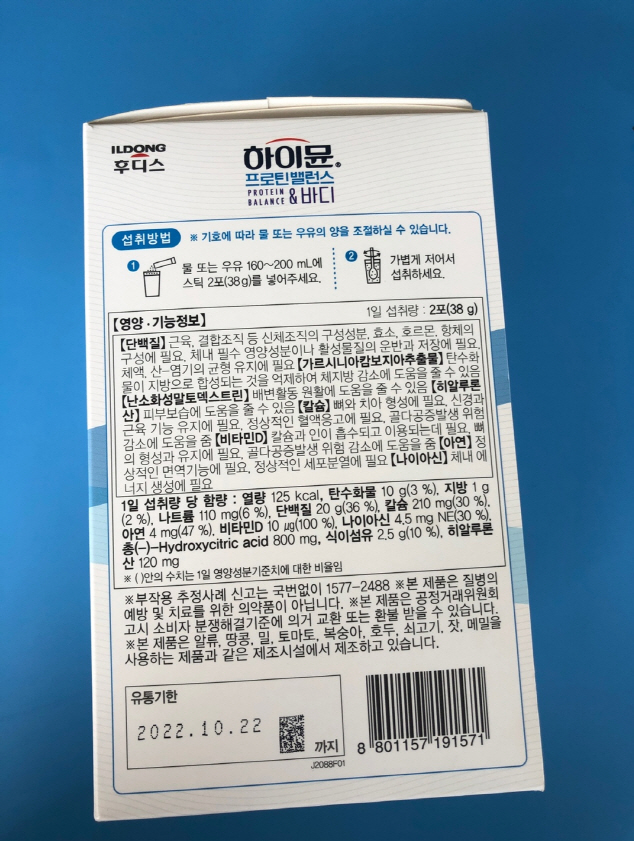 ILDONG
후디스
하이뮨®
프로틴밸런스
PROTEIN
BALANCE & 바디
섭취방법 ※ 기호에 따라 물 또는 우유의 양을 조절하실 수 있습니다.
1 물 또는 우유 160~200 mL에
스틱 2포(38 g)를 넣어주세요.
2 가볍게 저어서
섭취하세요.
【영양·기능정보】 1일 섭취량 : 2포(38 g)
【단백질】 근육, 결합조직 등 신체조직의 구성성분, 효소, 호르몬, 항체의
구성에 필요, 체내 필수 영양성분이나 활성물질의 운반과 저장에 필요,
체액, 산-염기의 균형 유지에 필요 【가르시니아캄보지아추출물】 탄수화
물이 지방으로 합성되는 것을 억제하여 체지방 감소에 도움을 줄 수 있음
【난소화성말토덱스트린】 배변활동 원활에 도움을 줄 수 있음 【히알루론
산】 피부보습에 도움을 줄 수 있음 【칼슘】 뼈와 치아 형성에 필요, 신경과
근육 기능 유지에 필요, 정상적인 혈액응고에 필요, 골다공증발생 위험
감소에 도움을 줌 【비타민D】 칼슘과 인이 흡수되고 이용되는데 필요, 뼈
의 형성과 유지에 필요, 골다공증발생 위험 감소에 도움을 줌 【아연】 정
상적인 면역기능에 필요, 정상적인 세포분열에 필요 【나이아신】 체내 에
너지 생성에 필요
1일 섭취량 당 함량 : 열량 125 kcal, 탄수화물 10 g(3 %), 지방 1 g
(2 %), 나트륨 110 mg(6 %), 단백질 20 g(36 %), 칼슘 210 mg(30 %),
아연 4 mg(47 %), 비타민D 10 μg(100 %), 나이아신 4.5 mg NE(30 %),
총(-)-Hydroxycitric acid 800 mg, 식이섬유 2.5 g(10 %), 히알루론
산 120 mg
※ ( )안의 수치는 1일 영양성분기준치에 대한 비율임
※부작용 추정사례 신고는 국번없이 1577-2488 ※본 제품은 질병의
예방 및 치료를 위한 의약품이 아닙니다. ※본 제품은 공정거래위원회
고시 소비자 분쟁해결기준에 의거 교환 또는 환불 받을 수 있습니다.
※본 제품은 알류, 땅콩, 밀, 토마토, 복숭아, 호두, 쇠고기, 잣, 메밀을
사용하는 제품과 같은 제조시설에서 제조하고 있습니다.
유통기한
2022.10.22
까지
8 801157 191571
J2088F01